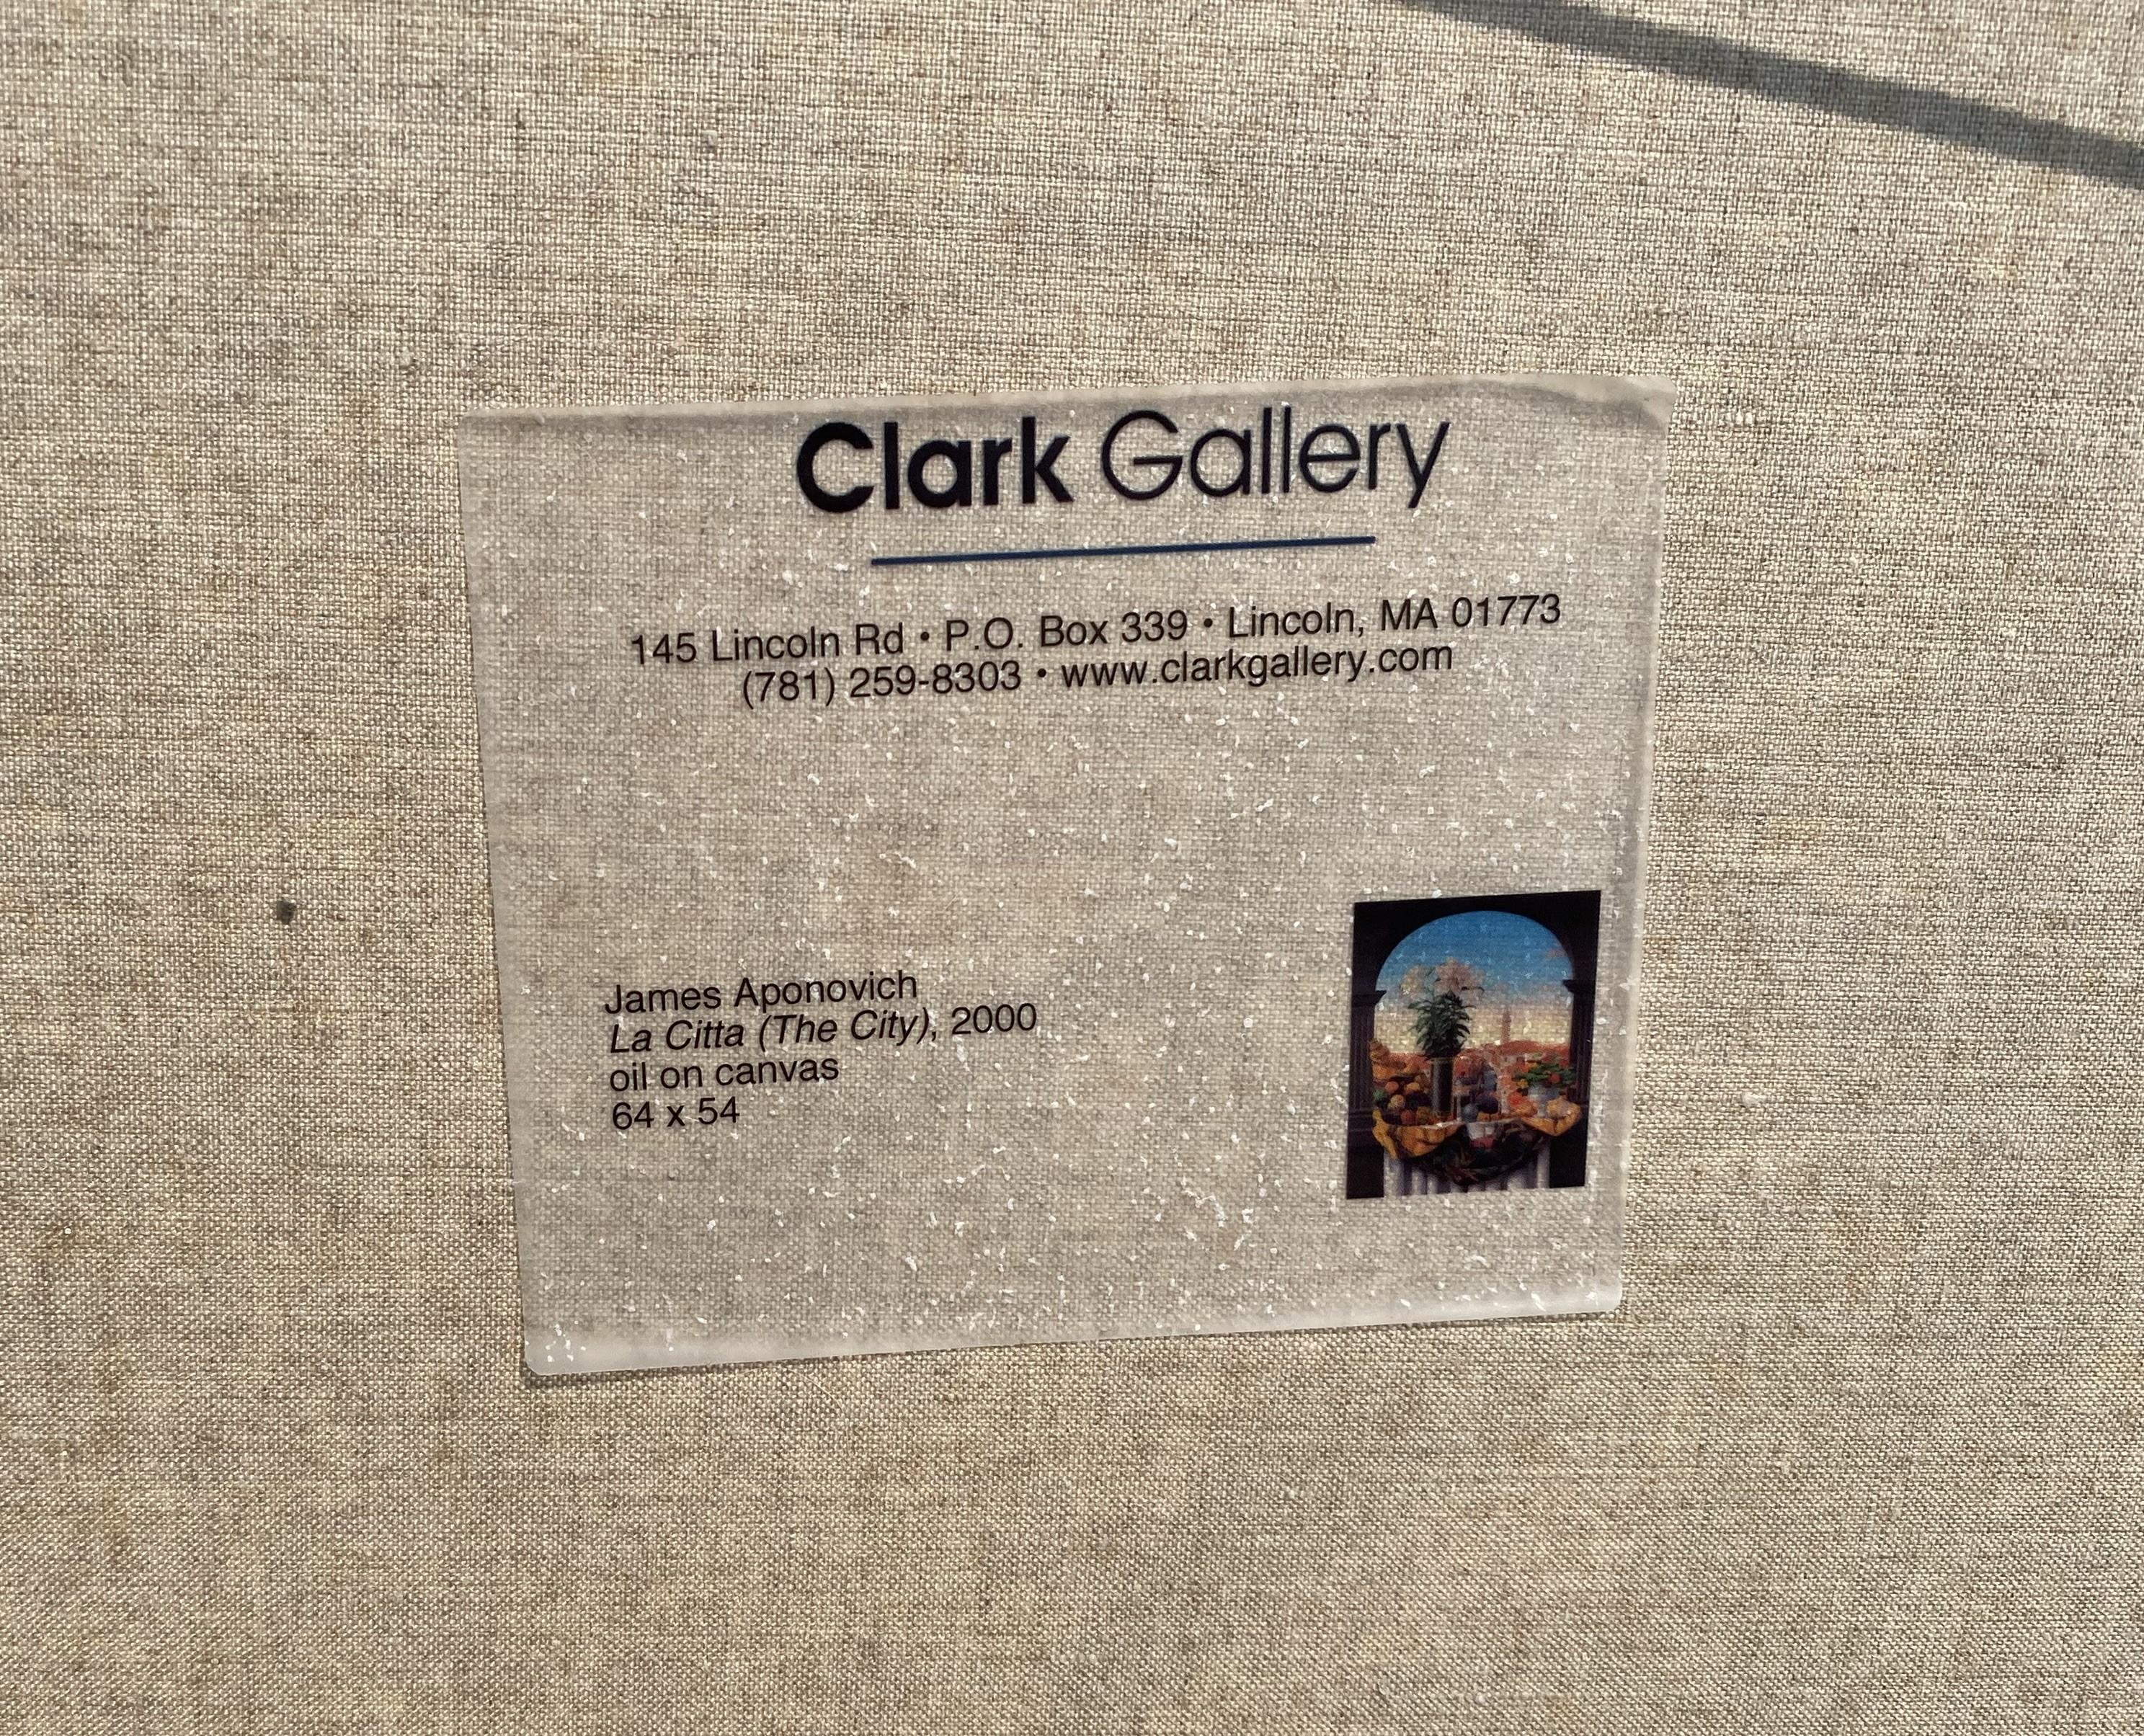 Clark Gallery
145 Lincoln Rd • P.O. Box 339 • Lincoln, MA 01773
(781) 259-8303 • www.clarkgallery.com
James Aponovich
La Citta (The City), 2000
oil on canvas
64 x 54